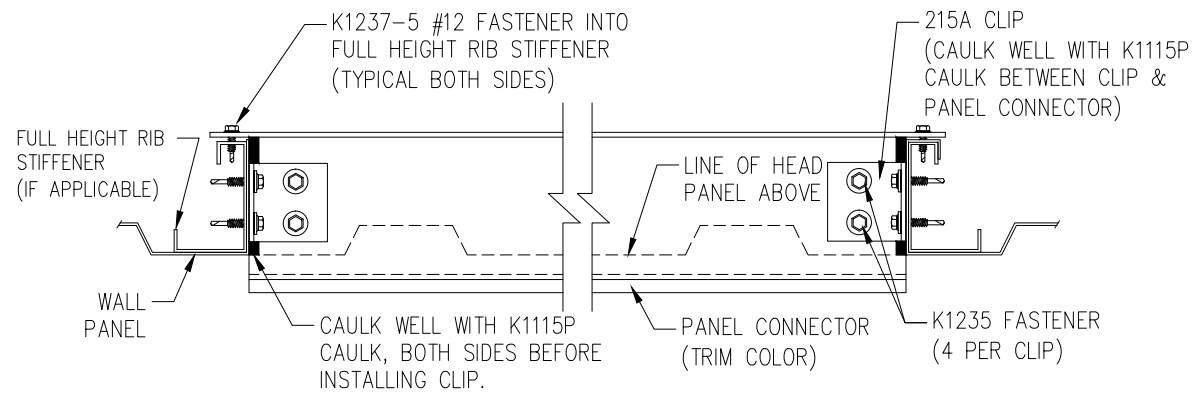 K1237-5 #12 FASTENER INTO
FULL HEIGHT RIB STIFFENER
(TYPICAL BOTH SIDES)
215A CLIP
(CAULK WELL WITH K1115P
CAULK BETWEEN CLIP &
PANEL CONNECTOR)
FULL HEIGHT RIB
STIFFENER
(IF APPLICABLE)
LINE OF HEAD
PANEL ABOVE
WALL
PANEL
CAULK WELL WITH K1115P
CAULK, BOTH SIDES BEFORE
INSTALLING CLIP.
PANEL CONNECTOR
(TRIM COLOR)
K1235 FASTENER
(4 PER CLIP)